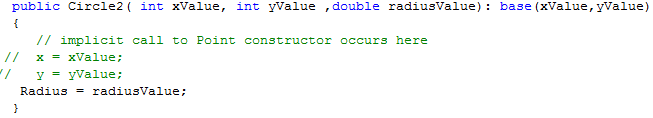 public Circle2( int xValue, int yValue ,double radiusValue): base(xValue,yValue)
{
// implicit call to Point constructor occurs here
// x = xValue;
// y = yValue;
Radius = radiusValue;
}